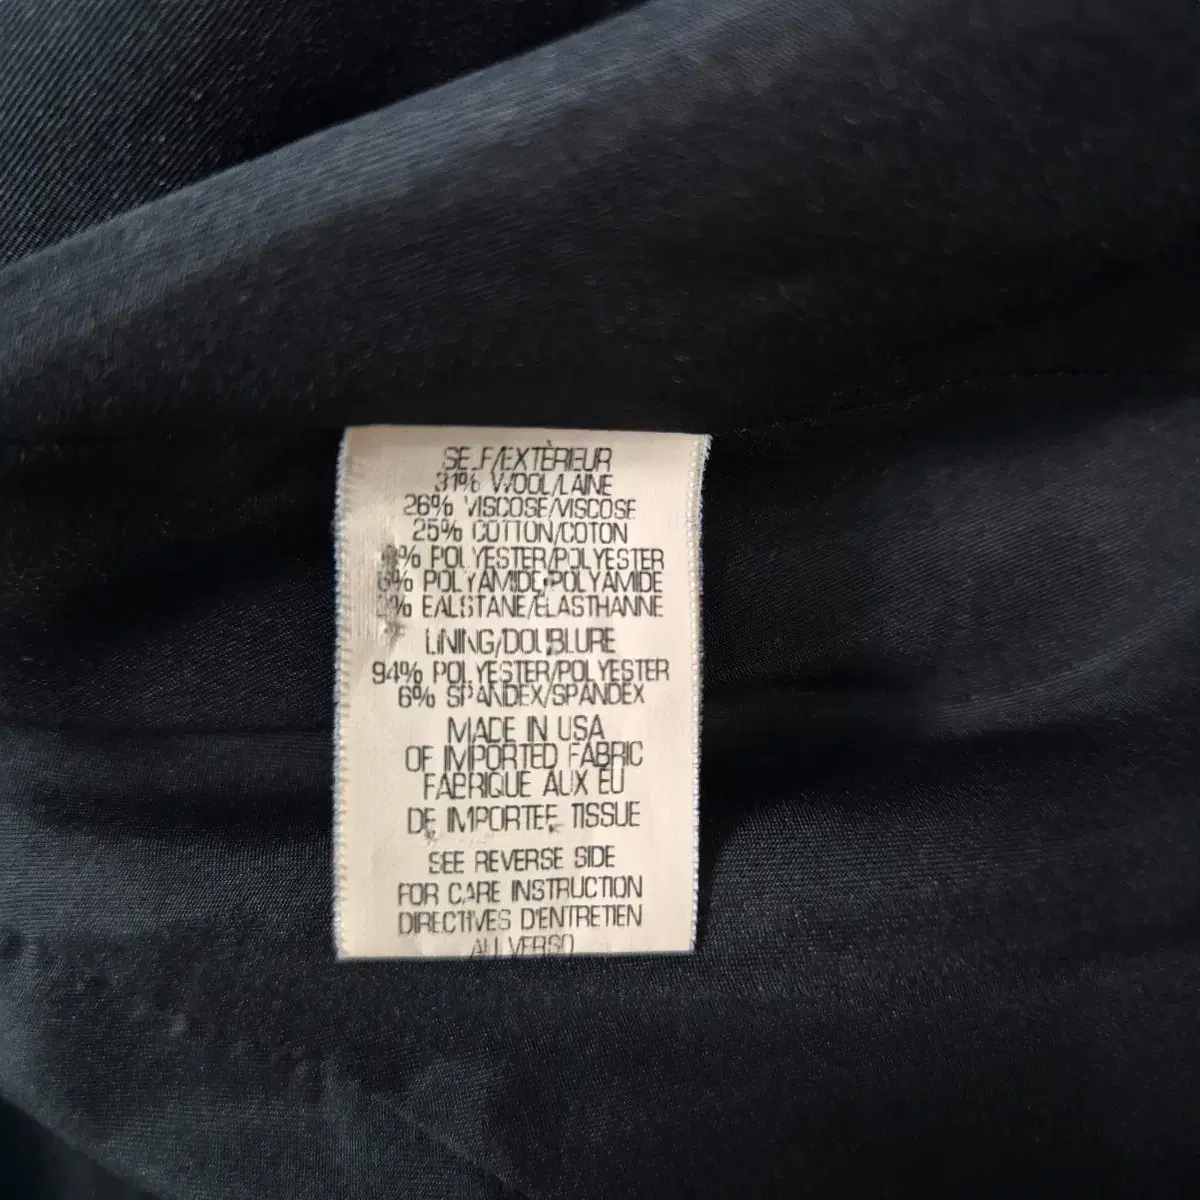 SELF/EXTÉRIEUR
31% WOOL/LAINE
26% VISCOSE/VISCOSE
25% COTTON/COTON
POLYESTER/POLYESTER
6% POLYAMIDE/POLYAMIDE
EALSTANE/ELASTHANNE
LINING/DOUBLURE
94% POLYESTER/POLYESTER
6% SPANDEX/SPANDEX
MADE IN USA
OF IMPORTED FABRIC
FABRIQUE AUX EU
DE IMPORTEE TISSUE
SEE REVERSE SIDE
FOR CARE INSTRUCTION
DIRECTIVES D'ENTRETIEN
AU VERSO